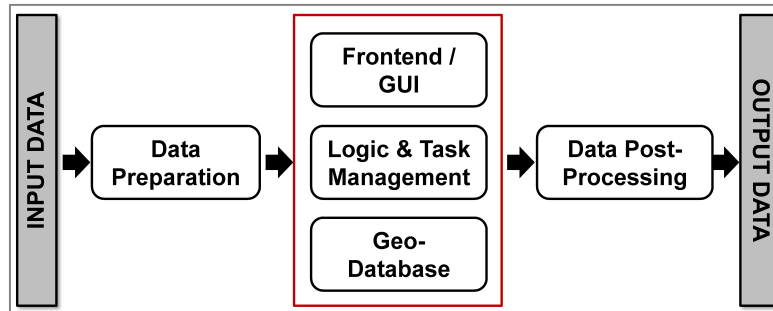 INPUT DATA
Data
Preparation
Frontend /
GUI
Logic & Task
Management
Geo-
Database
Data Post-
Processing
OUTPUT DATA